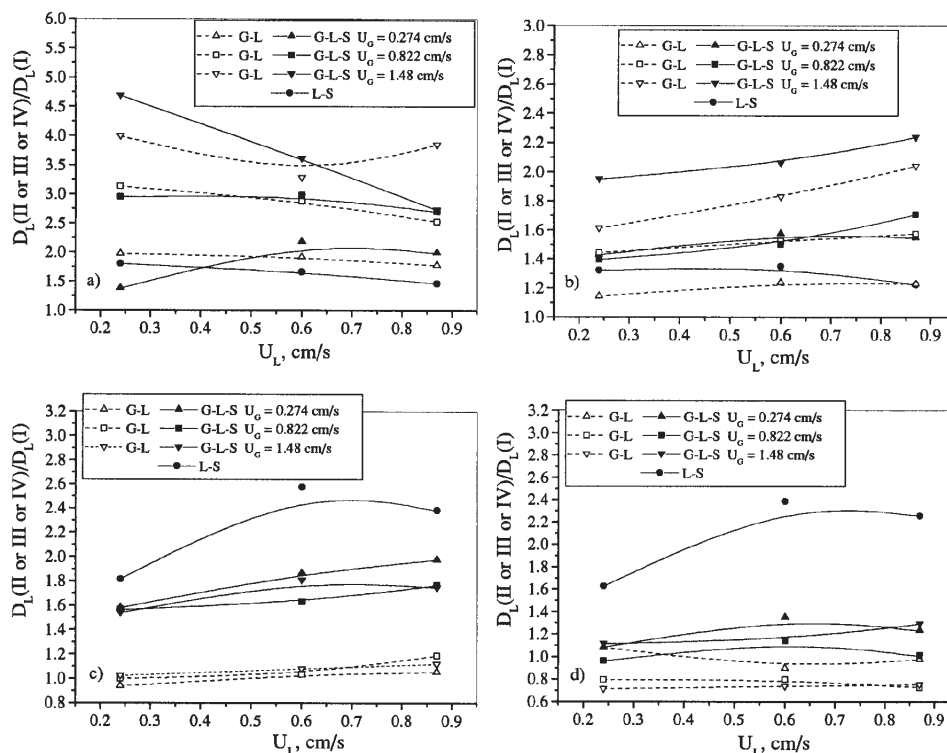 6.0
5.5
5.0
4.5
4.0
3.5
3.0
2.5
2.0
1.5
1.0
D_L(II or III or IV)/D_L(I)
G-L G-L-S U_G = 0.274 cm/s
G-L G-L-S U_G = 0.822 cm/s
G-L G-L-S U_G = 1.48 cm/s
L-S
a)
0.2 0.3 0.4 0.5 0.6 0.7 0.8 0.9
U_L, cm/s
3.0
2.8
2.6
2.4
2.2
2.0
1.8
1.6
1.4
1.2
1.0
D_L(II or III or IV)/D_L(I)
G-L G-L-S U_G = 0.274 cm/s
G-L G-L-S U_G = 0.822 cm/s
G-L G-L-S U_G = 1.48 cm/s
L-S
b)
0.2 0.3 0.4 0.5 0.6 0.7 0.8 0.9
U_L, cm/s
3.2
3.0
2.8
2.6
2.4
2.2
2.0
1.8
1.6
1.4
1.2
1.0
0.8
D_L(II or III or IV)/D_L(I)
G-L G-L-S U_G = 0.274 cm/s
G-L G-L-S U_G = 0.822 cm/s
G-L G-L-S U_G = 1.48 cm/s
L-S
c)
0.2 0.3 0.4 0.5 0.6 0.7 0.8 0.9
U_L, cm/s
3.2
3.0
2.8
2.6
2.4
2.2
2.0
1.8
1.6
1.4
1.2
1.0
0.8
0.6
D_L(II or III or IV)/D_L(I)
G-L G-L-S U_G = 0.274 cm/s
G-L G-L-S U_G = 0.822 cm/s
G-L G-L-S U_G = 1.48 cm/s
L-S
d)
0.2 0.3 0.4 0.5 0.6 0.7 0.8 0.9
U_L, cm/s